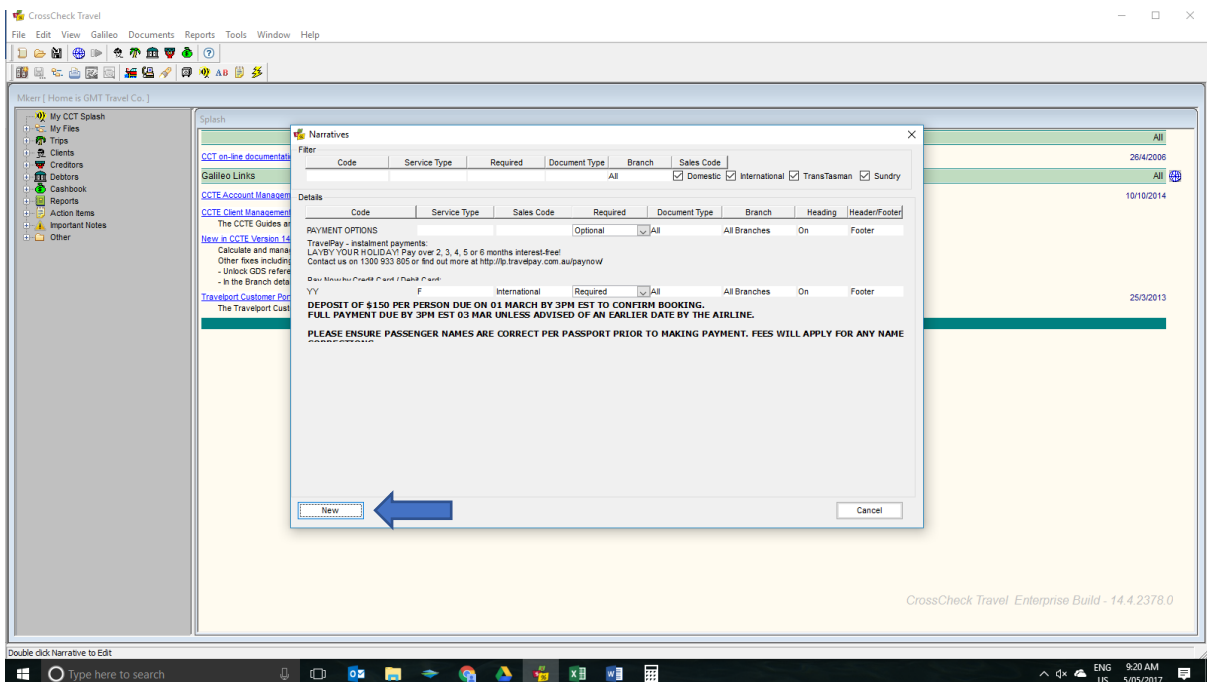 CrossCheck Travel
File Edit View Galileo Documents Reports Tools Window Help
AB
Mkerr [ Home is GMT Travel Co. ]
My CCT Splash
My Files
Trips
Clients
Creditors
Debtors
Cashbook
Reports
Action Items
Important Notes
Other
Splash
All
CCT on-line documentati
26/4/2006
Galileo Links
All
CCTE Account Managem
10/10/2014
CCTE Client Management
The CCTE Guides ar
New in CCTE Version 14
Calculate and mana
Other fixes including
- Unlock GDS refere
- In the Branch deta
Travelport Customer Por
25/3/2013
The Travelport Cust
Narratives
Filter
Code Service Type Required Document Type Branch Sales Code
All Domestic International TransTasman Sundry
Details
Code Service Type Sales Code Required Document Type Branch Heading Header/Footer
PAYMENT OPTIONS Optional All All Branches On Footer
TravelPay - instalment payments:
LAYBY YOUR HOLIDAY! Pay over 2, 3, 4, 5 or 6 months interest-free!
Contact us on 1300 933 805 or find out more at http://lp.travelpay.com.au/paynow/
Pay Now by Credit Card / Debit Card:
YY F International Required All All Branches On Footer
DEPOSIT OF $150 PER PERSON DUE ON 01 MARCH BY 3PM EST TO CONFIRM BOOKING.
FULL PAYMENT DUE BY 3PM EST 03 MAR UNLESS ADVISED OF AN EARLIER DATE BY THE AIRLINE.
PLEASE ENSURE PASSENGER NAMES ARE CORRECT PER PASSPORT PRIOR TO MAKING PAYMENT. FEES WILL APPLY FOR ANY NAME
CORRECTIONS
New Cancel
CrossCheck Travel Enterprise Build - 14.4.2378.0
Double click Narrative to Edit
Type here to search
ENG 9:20 AM
US 5/05/2017